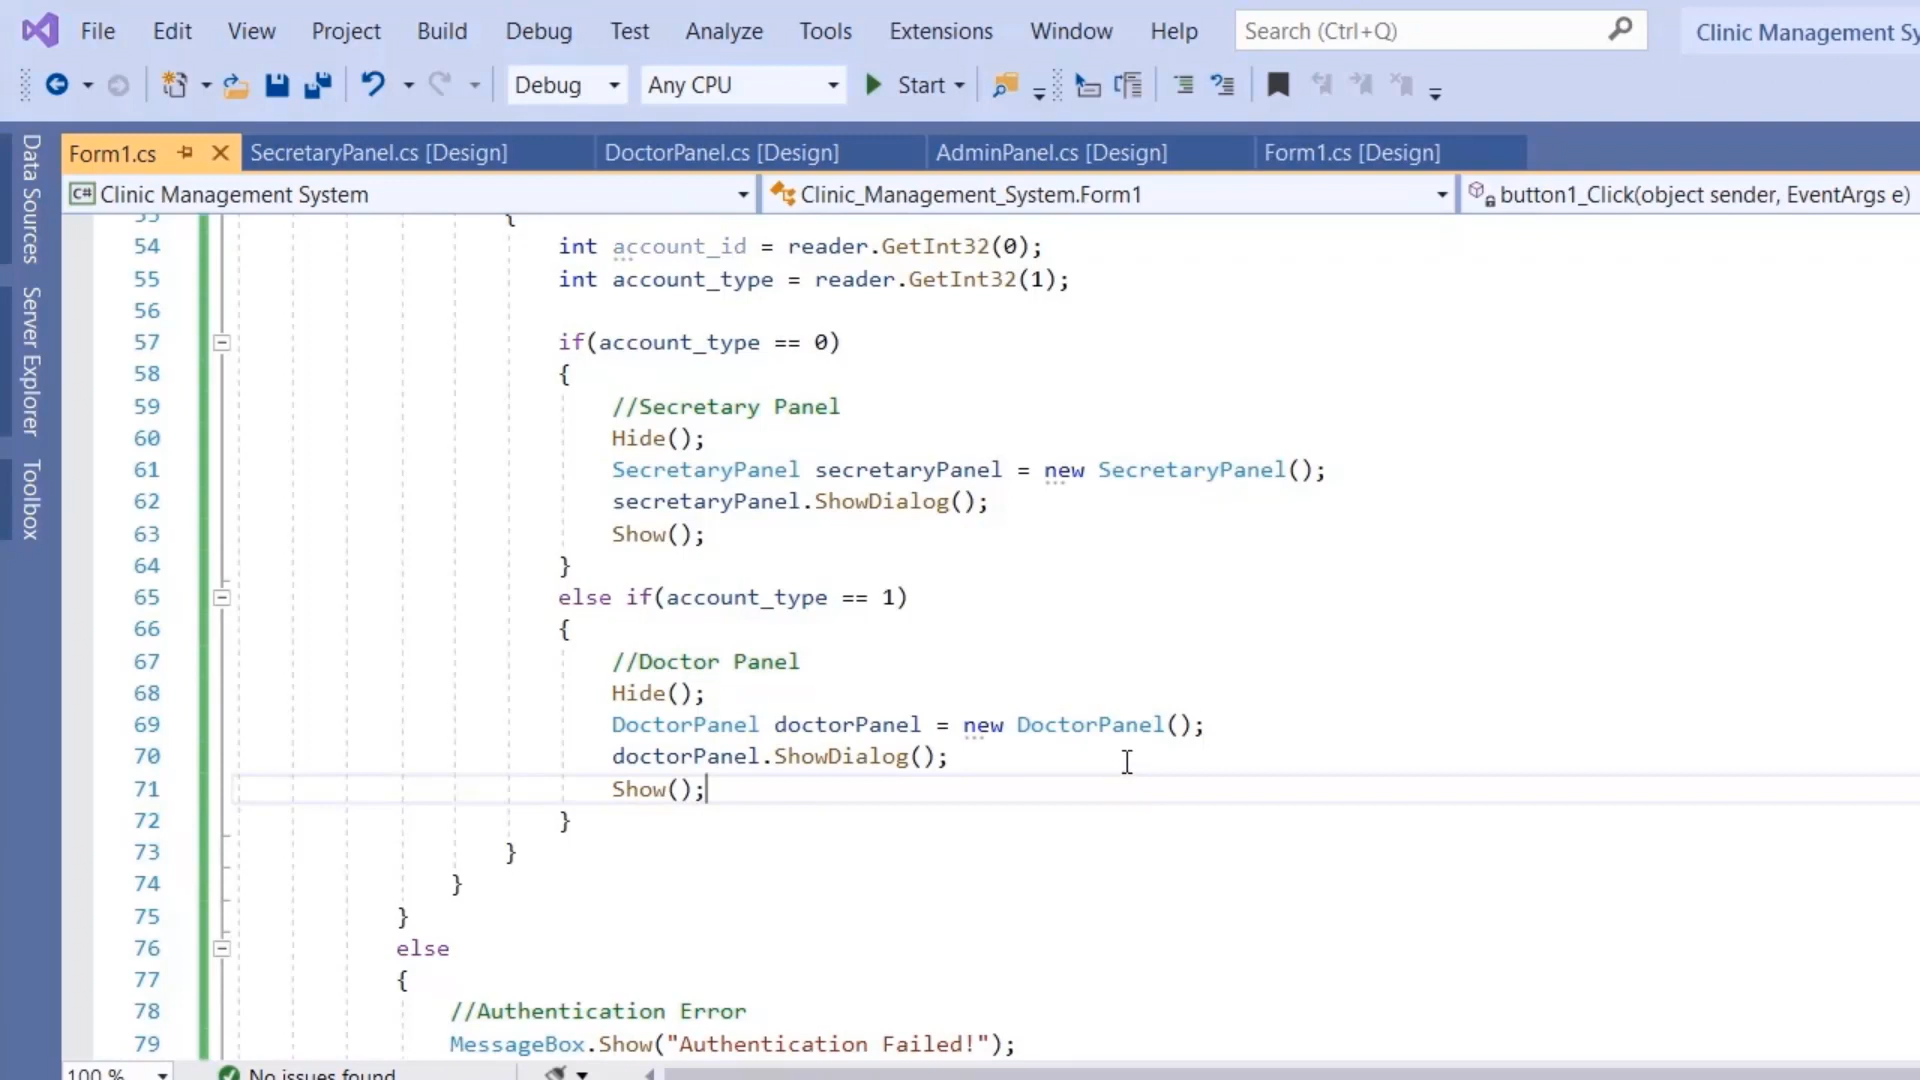 File Edit View Project Build Debug Test Analyze Tools Extensions Window Help Search (Ctrl+Q) Clinic Management Sy
Debug Any CPU Start
Form1.cs SecretaryPanel.cs [Design] DoctorPanel.cs [Design] AdminPanel.cs [Design] Form1.cs [Design]
C# Clinic Management System Clinic_Management_System.Form1 button1_Click(object sender, EventArgs e)
Data Sources
Server Explorer
Toolbox
53 {
54 int account_id = reader.GetInt32(0);
55 int account_type = reader.GetInt32(1);
56
57 if(account_type == 0)
58 {
59 //Secretary Panel
60 Hide();
61 SecretaryPanel secretaryPanel = new SecretaryPanel();
62 secretaryPanel.ShowDialog();
63 Show();
64 }
65 else if(account_type == 1)
66 {
67 //Doctor Panel
68 Hide();
69 DoctorPanel doctorPanel = new DoctorPanel();
70 doctorPanel.ShowDialog();
71 Show();
72 }
73 }
74 }
75 }
76 else
77 {
78 //Authentication Error
79 MessageBox.Show("Authentication Failed!");
100 % No issues found